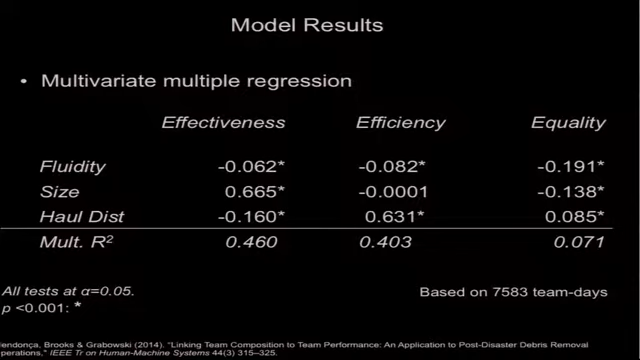 Model Results
• Multivariate multiple regression
Effectiveness Efficiency Equality
Fluidity -0.062* -0.082* -0.191*
Size 0.665* -0.0001 -0.138*
Haul Dist -0.160* 0.631* 0.085*
Mult. R² 0.460 0.403 0.071
All tests at α=0.05. Based on 7583 team-days
p <0.001: *
endonça, Brooks & Grabowski (2014). "Linking Team Composition to Team Performance: An Application to Post-Disaster Debris Removal
perations," IEEE Tr on Human-Machine Systems 44(3) 315–325.